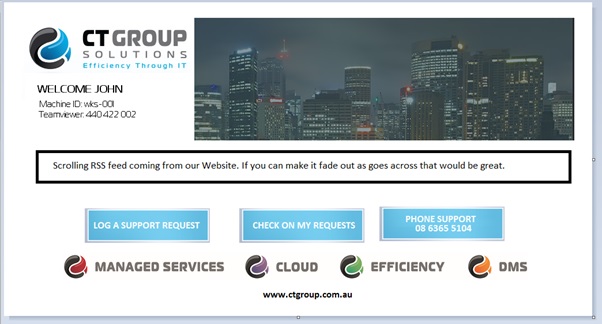 CT GROUP
SOLUTIONS
Efficiency Through IT
WELCOME JOHN
Machine ID: wks-001
Teamviewer: 440 422 002
Scrolling RSS feed coming from our Website. If you can make it fade out as goes across that would be great.
LOG A SUPPORT REQUEST
CHECK ON MY REQUESTS
PHONE SUPPORT
08 6365 5104
MANAGED SERVICES
CLOUD
EFFICIENCY
DMS
www.ctgroup.com.au